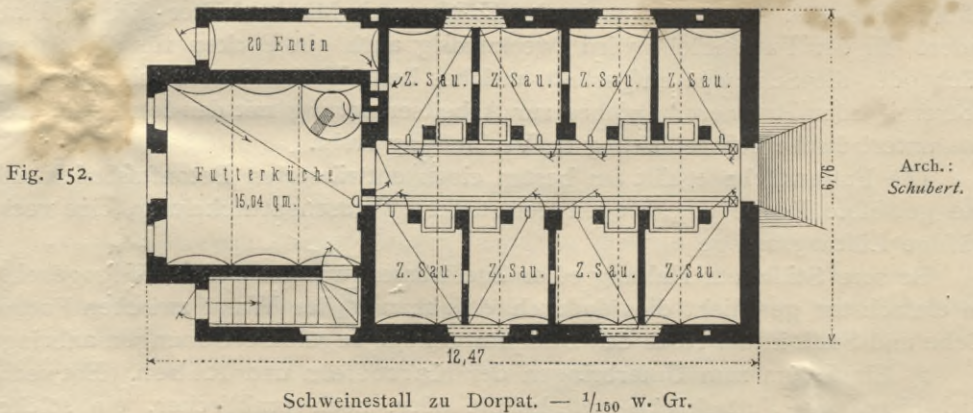 20 Enten
Z. Sau. Z. Sau. Z. Sau. Z. Sau.
Fig. 152.
Futterküche
15,04 qm.
6,76
Arch.:
Schubert.
Z. Sau. Z. Sau. Z. Sau. Z. Sau.
12,47
Schweinestall zu Dorpat. — 1/150 w. Gr.